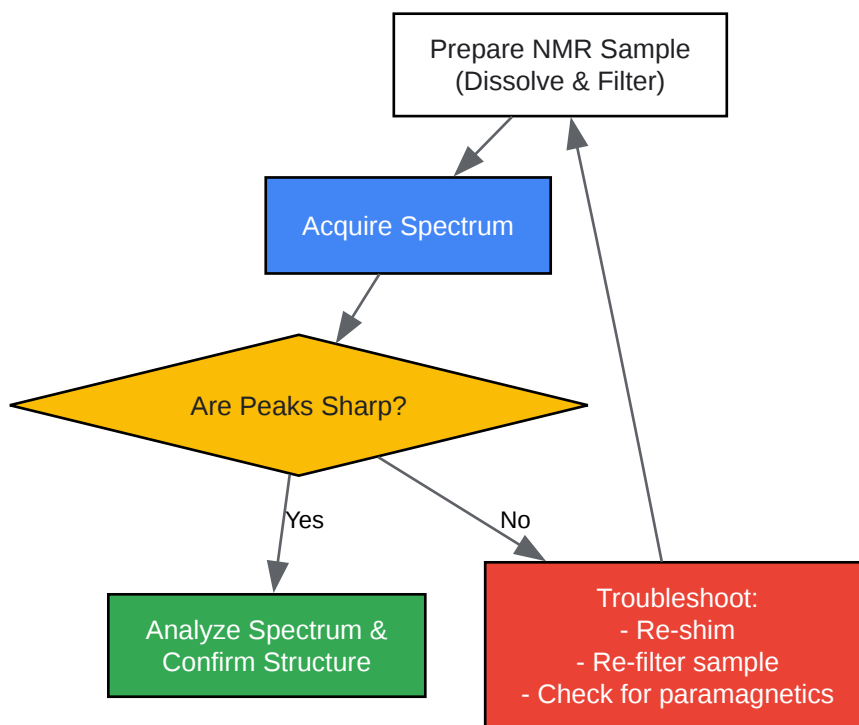 Prepare NMR Sample
(Dissolve & Filter)
Acquire Spectrum
Are Peaks Sharp?
Yes
No
Analyze Spectrum &
Confirm Structure
Troubleshoot:
- Re-shim
- Re-filter sample
- Check for paramagnetics